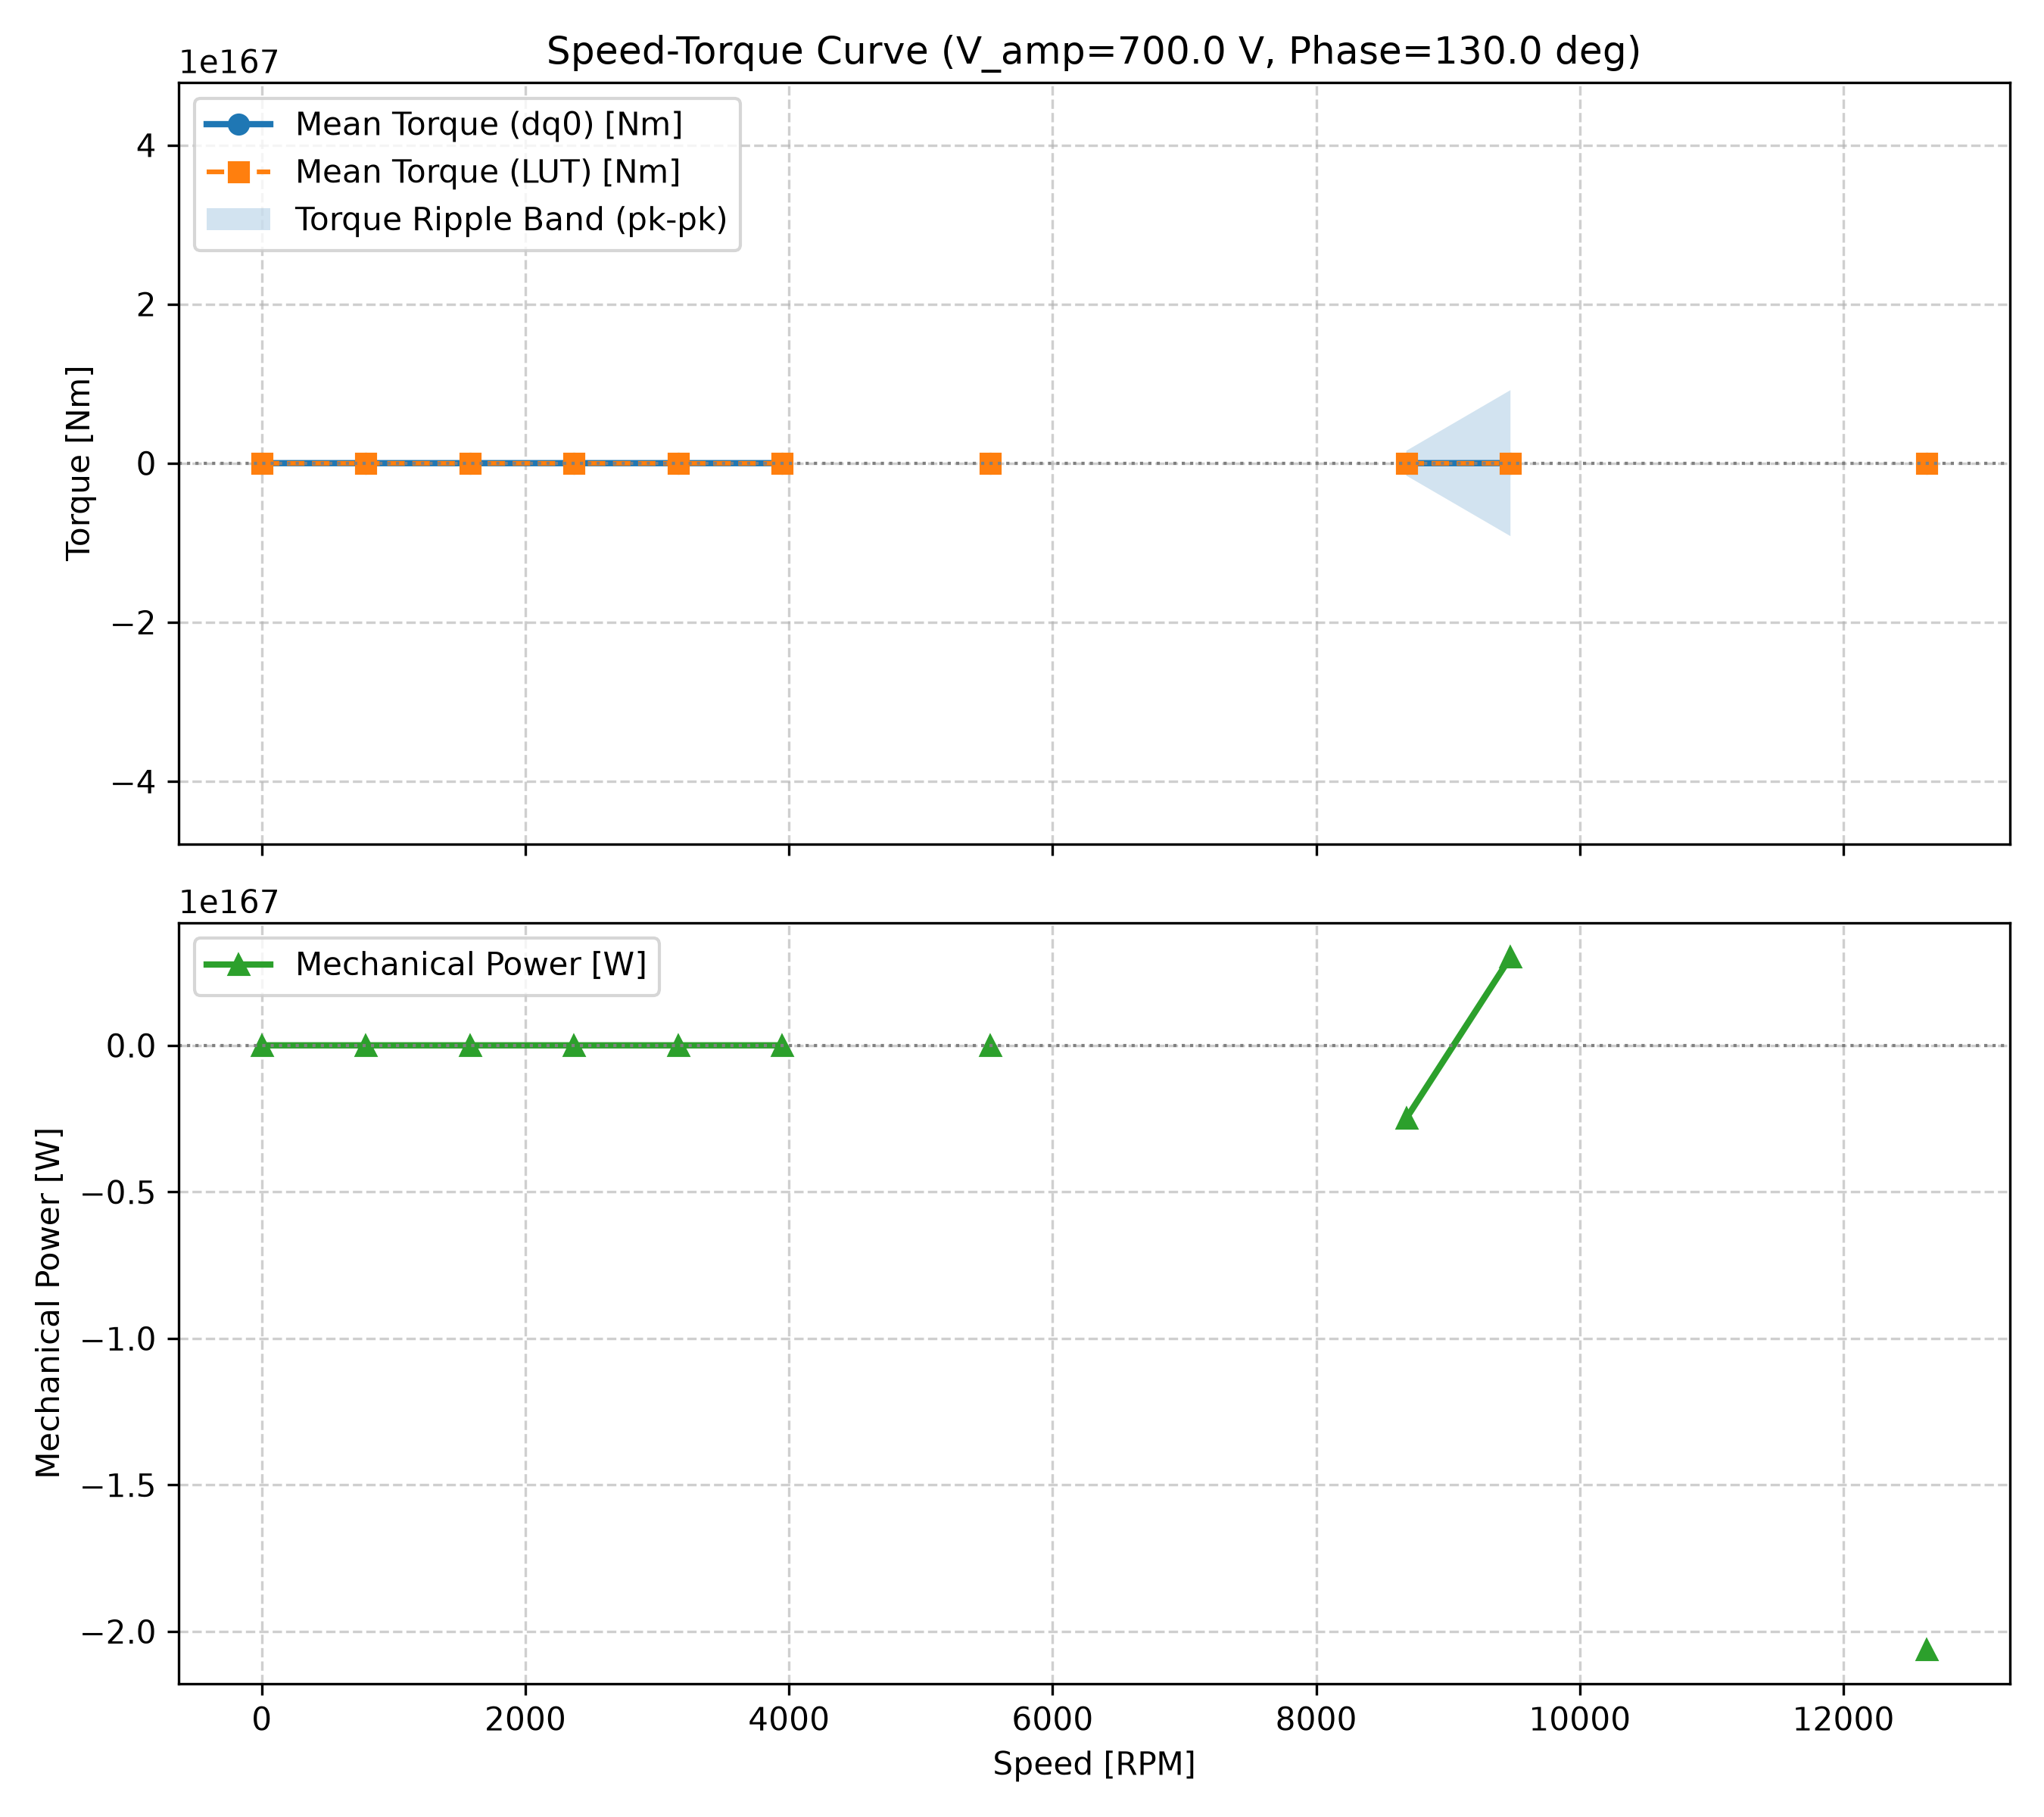 Speed-Torque Curve (V_amp=700.0 V, Phase=130.0 deg)
1e167
Mean Torque (dq0) [Nm]
Mean Torque (LUT) [Nm]
Torque Ripple Band (pk-pk)
4
2
0
−2
−4
Torque [Nm]
1e167
Mechanical Power [W]
0.0
−0.5
−1.0
−1.5
−2.0
Mechanical Power [W]
0 2000 4000 6000 8000 10000 12000
Speed [RPM]